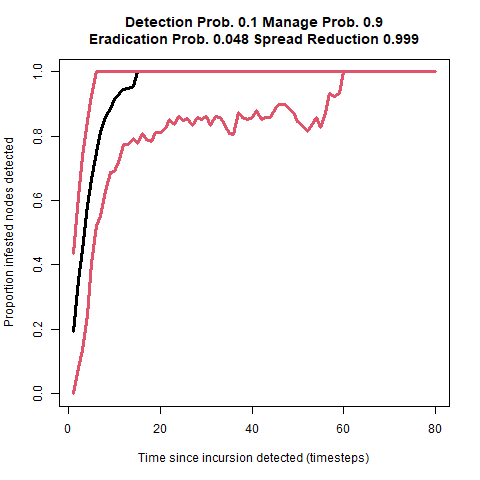 Detection Prob. 0.1 Manage Prob. 0.9
Eradication Prob. 0.048 Spread Reduction 0.999
Proportion infested nodes detected
1.0
0.8
0.6
0.4
0.2
0.0
0 20 40 60 80
Time since incursion detected (timesteps)